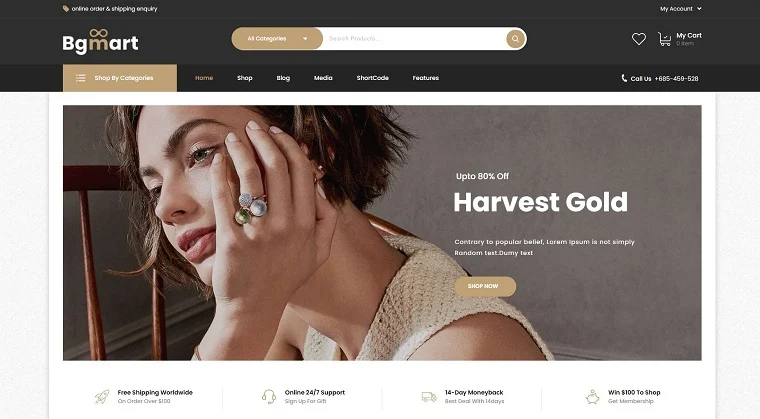 online order & shipping enquiry
My Account
Bgmart
All Categories
Search Products...
My Cart
0 Item
Shop By Categories
Home
Shop
Blog
Media
ShortCode
Features
Call Us +685-459-528
Upto 80% Off
Harvest Gold
Contrary to popular belief, Lorem Ipsum is not simply
Random text.Dumy text
SHOP NOW
Free Shipping Worldwide
On Order Over $100
Online 24/7 Support
Sign Up For Gift
14-Day Moneyback
Best Deal With 14days
Win $100 To Shop
Get Membership